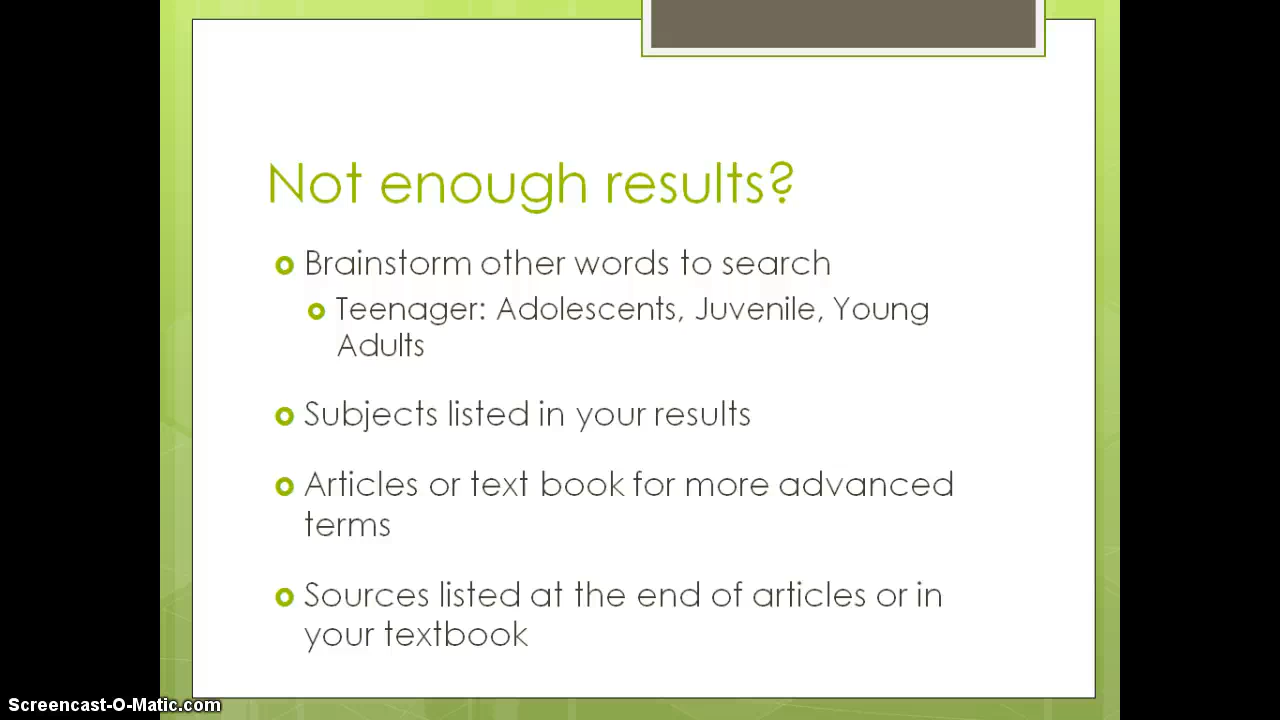 Not enough results?
Brainstorm other words to search
Teenager: Adolescents, Juvenile, Young
Adults
Subjects listed in your results
Articles or text book for more advanced
terms
Sources listed at the end of articles or in
your textbook
Screencast-O-Matic.com